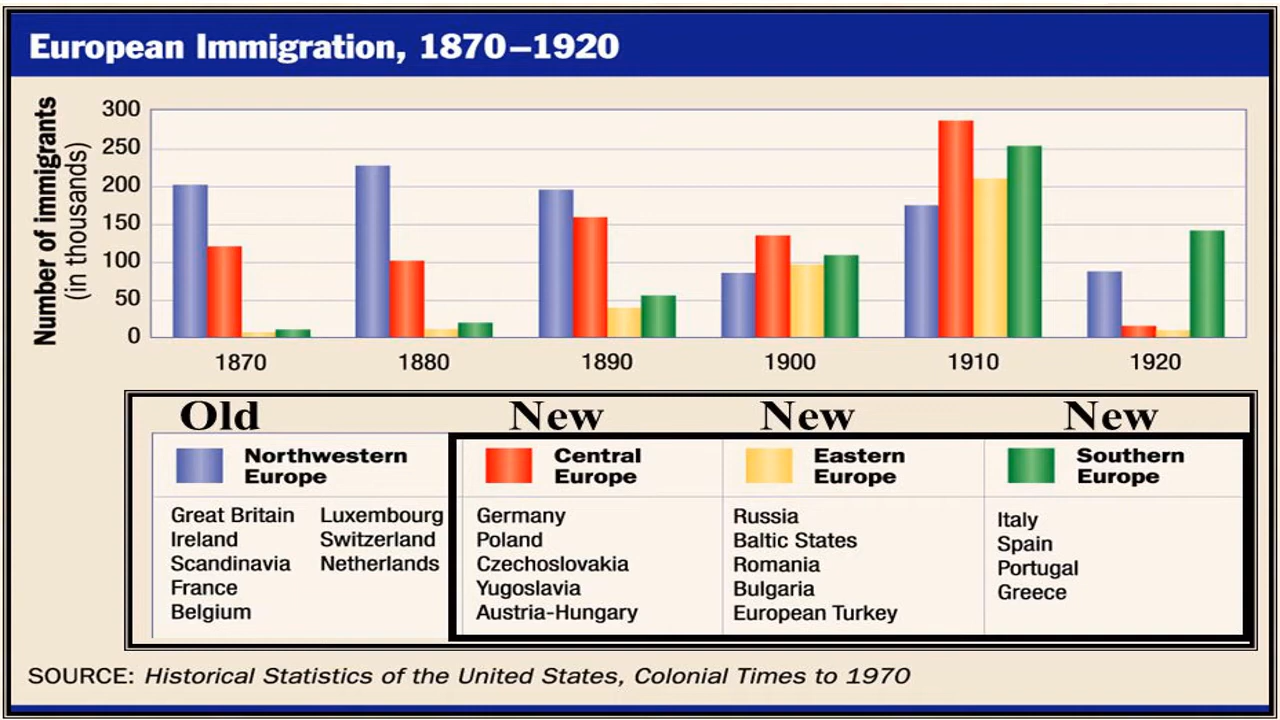 European Immigration, 1870–1920
Number of immigrants
(in thousands)
300
250
200
150
100
50
0
1870 1880 1890 1900 1910 1920
Old New New New
Northwestern Europe
Central Europe
Eastern Europe
Southern Europe
Great Britain
Ireland
Scandinavia
France
Belgium
Luxembourg
Switzerland
Netherlands
Germany
Poland
Czechoslovakia
Yugoslavia
Austria-Hungary
Russia
Baltic States
Romania
Bulgaria
European Turkey
Italy
Spain
Portugal
Greece
SOURCE: Historical Statistics of the United States, Colonial Times to 1970